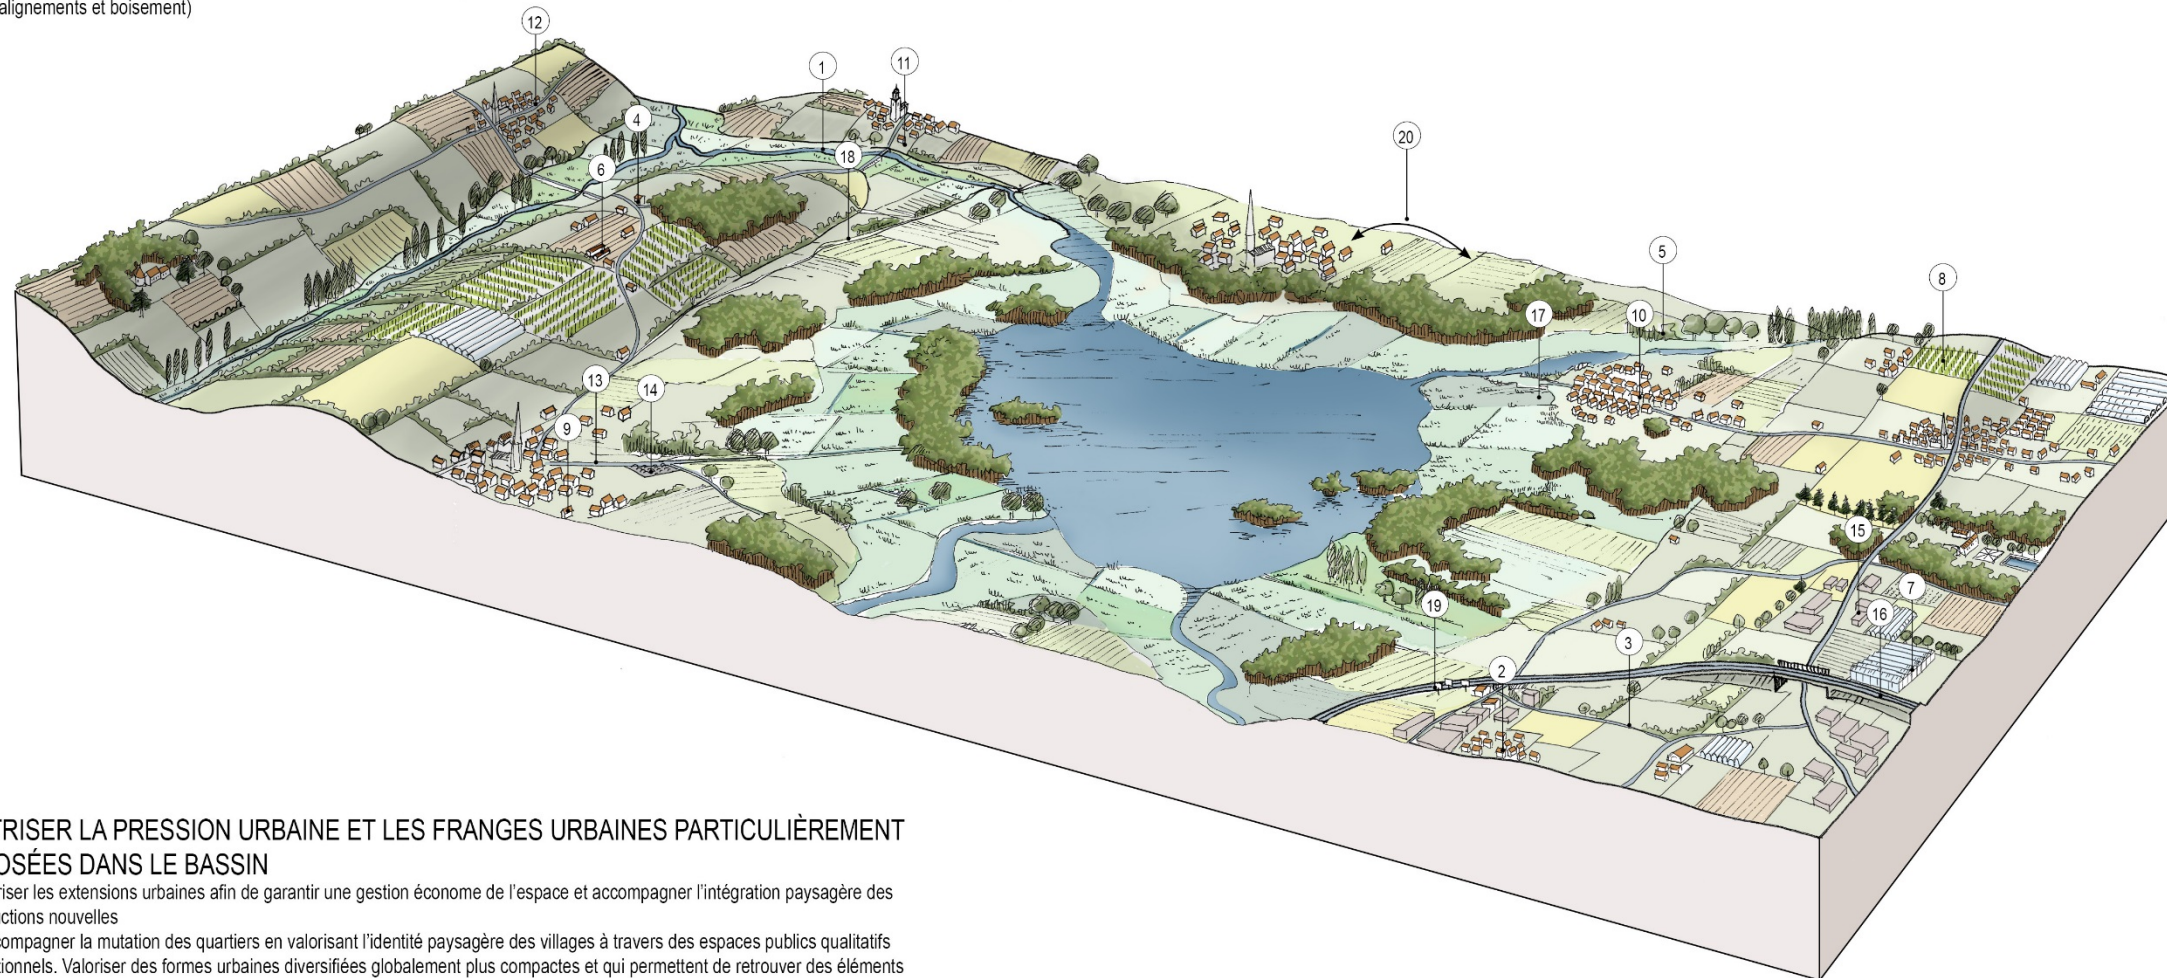 alignements et boisement)
12
1
11
4
18
20
6
5
8
17
10
13
14
9
15
19
16
7
3
2
TRISER LA PRESSION URBAINE ET LES FRANGES URBAINES PARTICULIÈREMENT
OSÉES DANS LE BASSIN
riser les extensions urbaines afin de garantir une gestion économe de l'espace et accompagner l'intégration paysagère des
ctions nouvelles
compagner la mutation des quartiers en valorisant l'identité paysagère des villages à travers des espaces publics qualitatifs
tionnels. Valoriser des formes urbaines diversifiées globalement plus compactes et qui permettent de retrouver des éléments